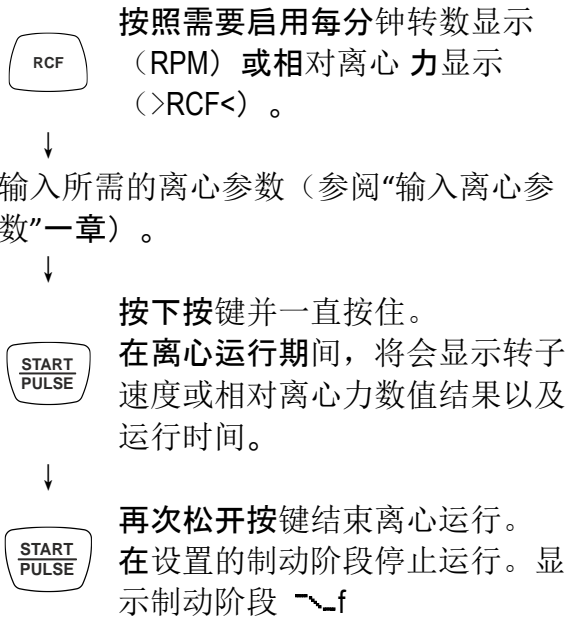 按照需要启用每分钟转数显示
RCF
（RPM）或相对离心 力显示
（>RCF<）。
↓
输入所需的离心参数（参阅“输入离心参
数”一章）。
↓
按下按键并一直按住。
START
PULSE
在离心运行期间，将会显示转子
速度或相对离心力数值结果以及
运行时间。
↓
再次松开按键结束离心运行。
START
PULSE
在设置的制动阶段停止运行。显
示制动阶段 f